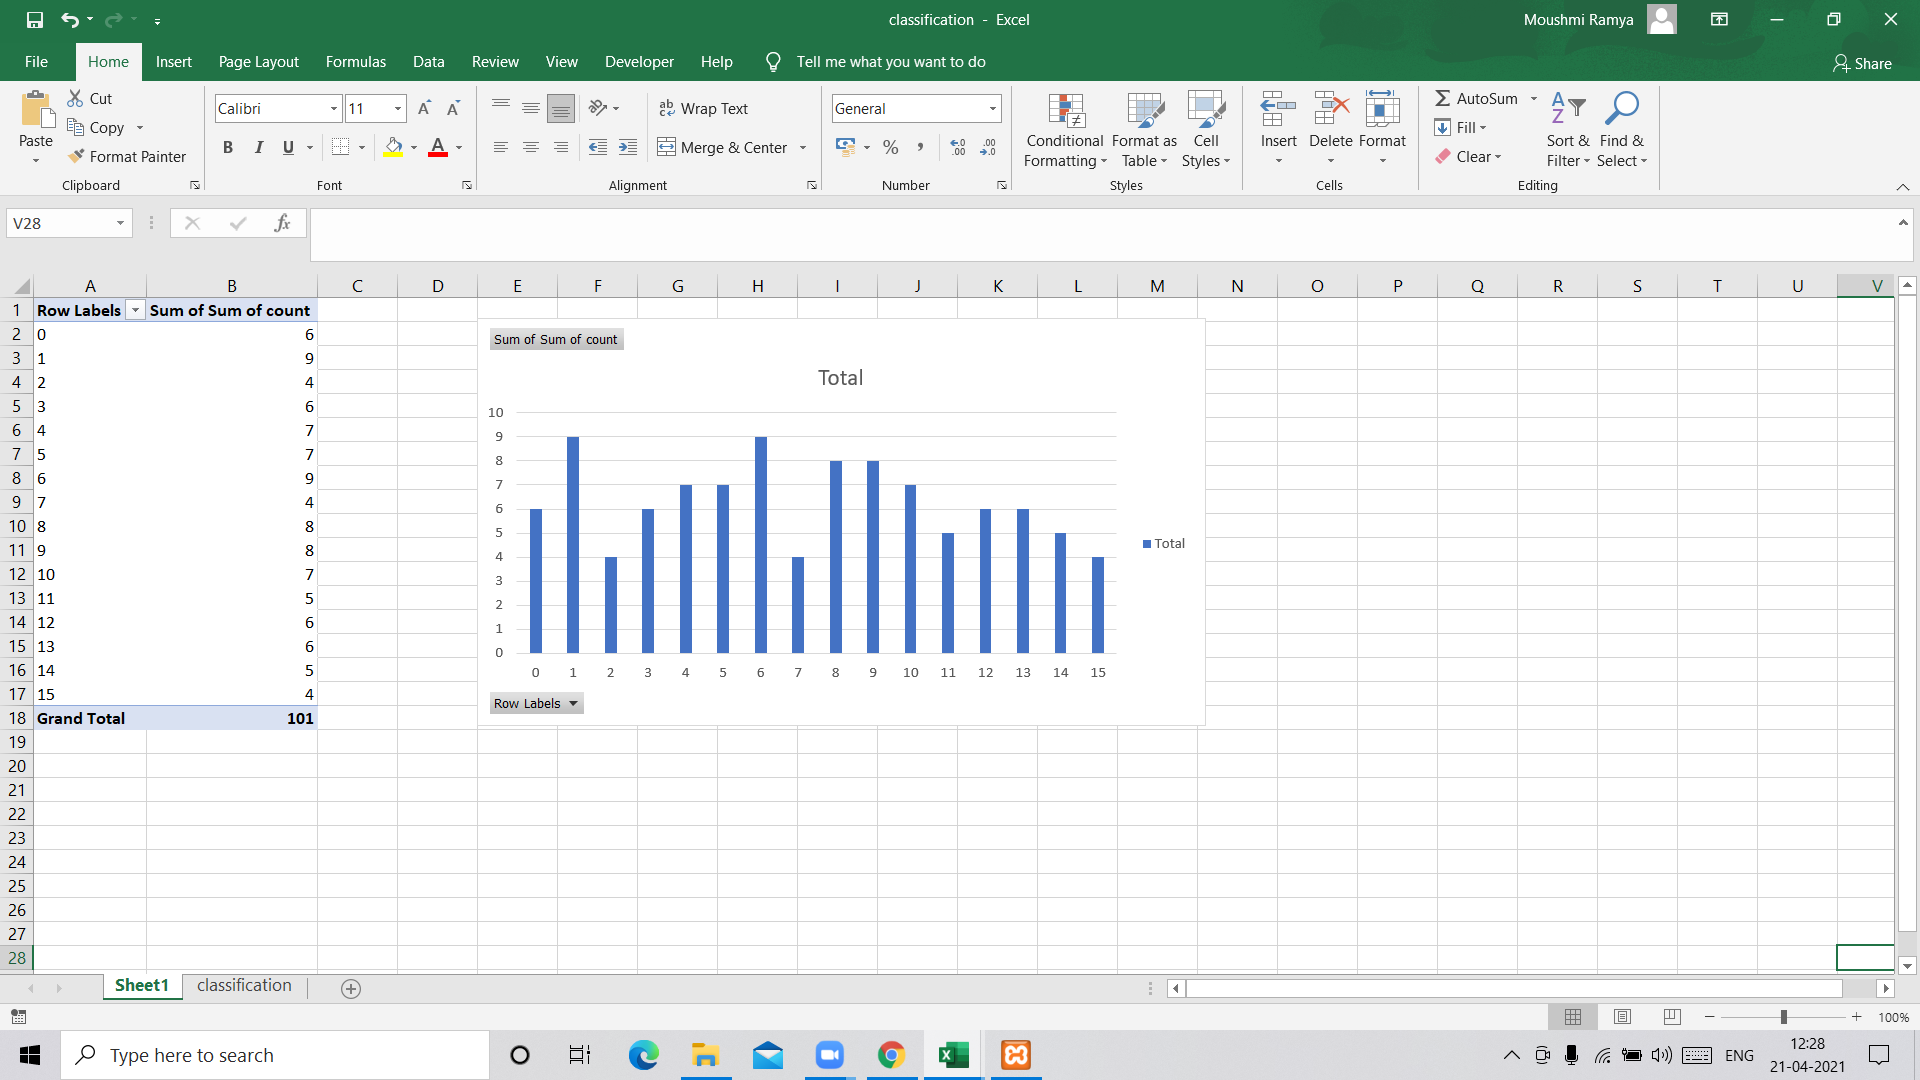 classification - Excel
Moushmi Ramya
File Home Insert Page Layout Formulas Data Review View Developer Help Tell me what you want to do
Share
Cut
Copy
Format Painter
Paste
Clipboard
Calibri 11
B I U
Font
Wrap Text
Merge & Center
Alignment
General
Number
Conditional Formatting
Format as Table
Cell Styles
Styles
Insert Delete Format
Cells
AutoSum
Fill
Clear
Sort & Filter
Find & Select
Editing
V28
fx
A B C D E F G H I J K L M N O P Q R S T U V
1 Row Labels Sum of Sum of count
2 0 6
3 1 9
4 2 4
5 3 6
6 4 7
7 5 7
8 6 9
9 7 4
10 8 8
11 9 8
12 10 7
13 11 5
14 12 6
15 13 6
16 14 5
17 15 4
18 Grand Total 101
19
20
21
22
23
24
25
26
27
28
Sum of Sum of count
Total
10
9
8
7
6
5
4
3
2
1
0
0 1 2 3 4 5 6 7 8 9 10 11 12 13 14 15
Total
Row Labels
Sheet1 classification
100%
Type here to search
ENG
12:28
21-04-2021